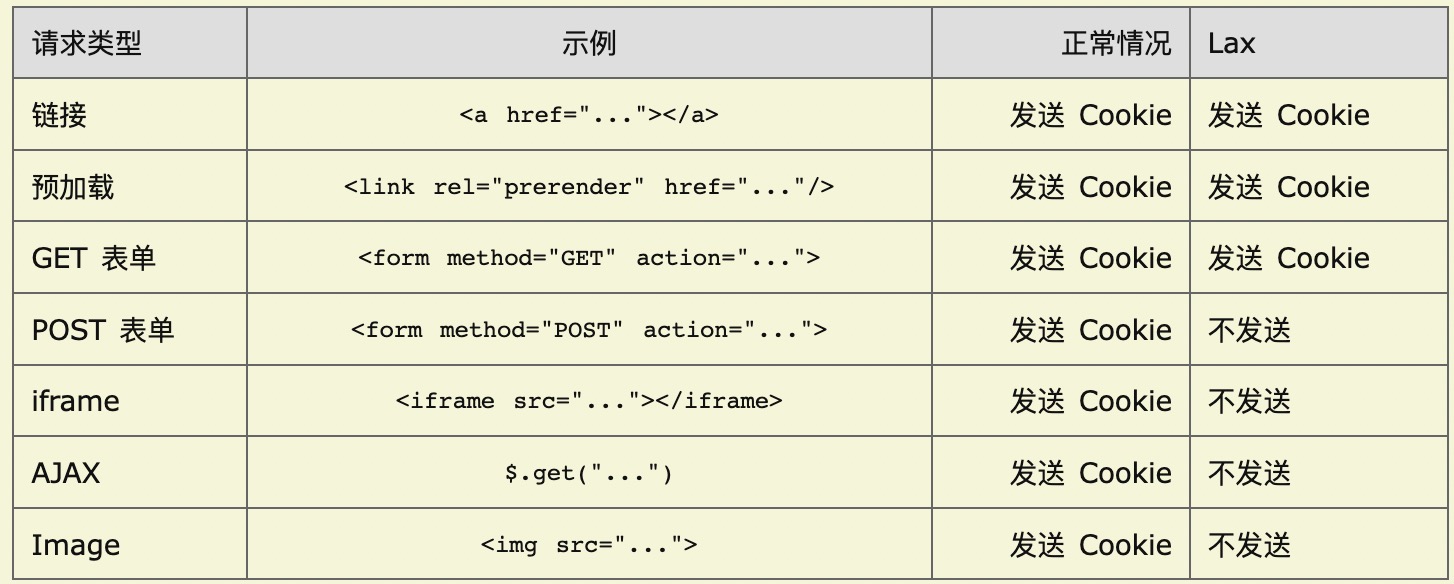 请求类型 示例 正常情况 Lax
链接 <a href="..."></a> 发送 Cookie 发送 Cookie
预加载 <link rel="prerender" href="..."/> 发送 Cookie 发送 Cookie
GET 表单 <form method="GET" action="..."> 发送 Cookie 发送 Cookie
POST 表单 <form method="POST" action="..."> 发送 Cookie 不发送
iframe <iframe src="..."></iframe> 发送 Cookie 不发送
AJAX $.get("...") 发送 Cookie 不发送
Image <img src="..."> 发送 Cookie 不发送